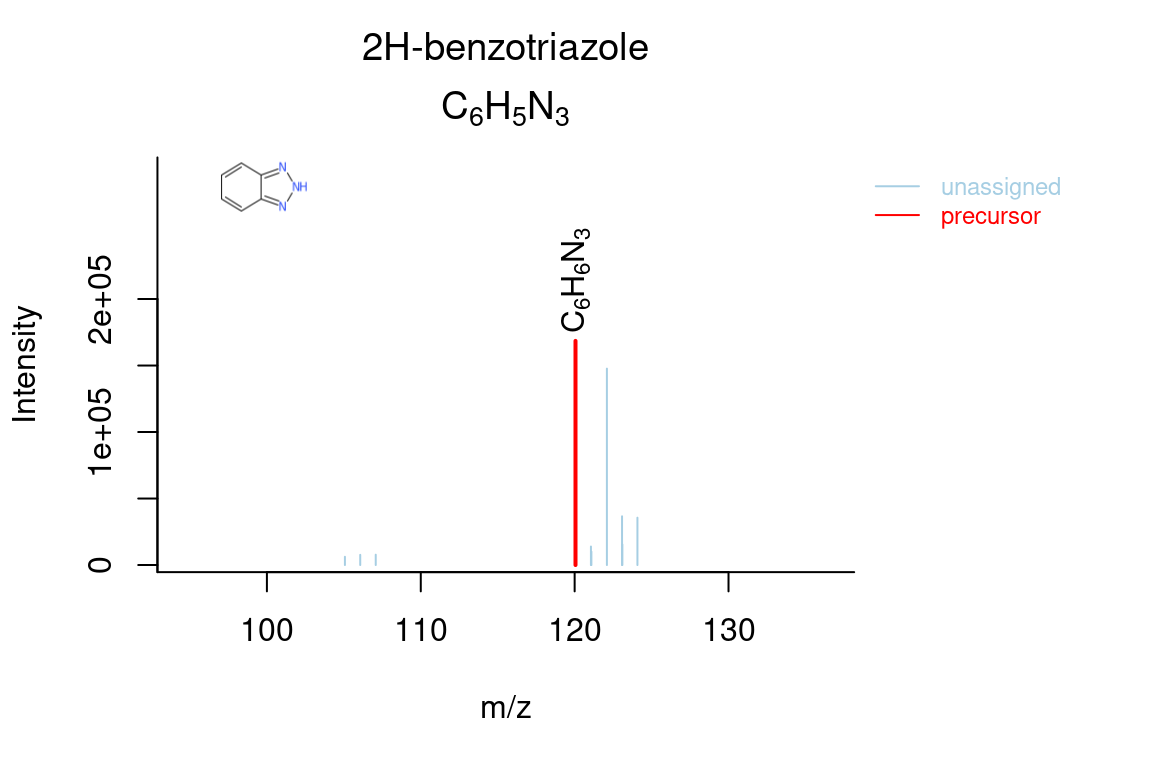 2H-benzotriazole
C₆H₅N₃
N
NH
N
unassigned
precursor
C₆H₆N₃
Intensity
2e+05
1e+05
0
100 110 120 130
m/z